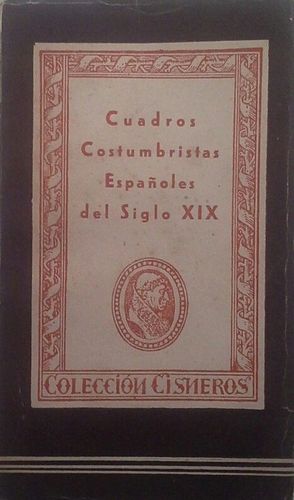 Cuadros
Costumbristas
Españoles
del Siglo XIX
COLECCIÓN CISNEROS